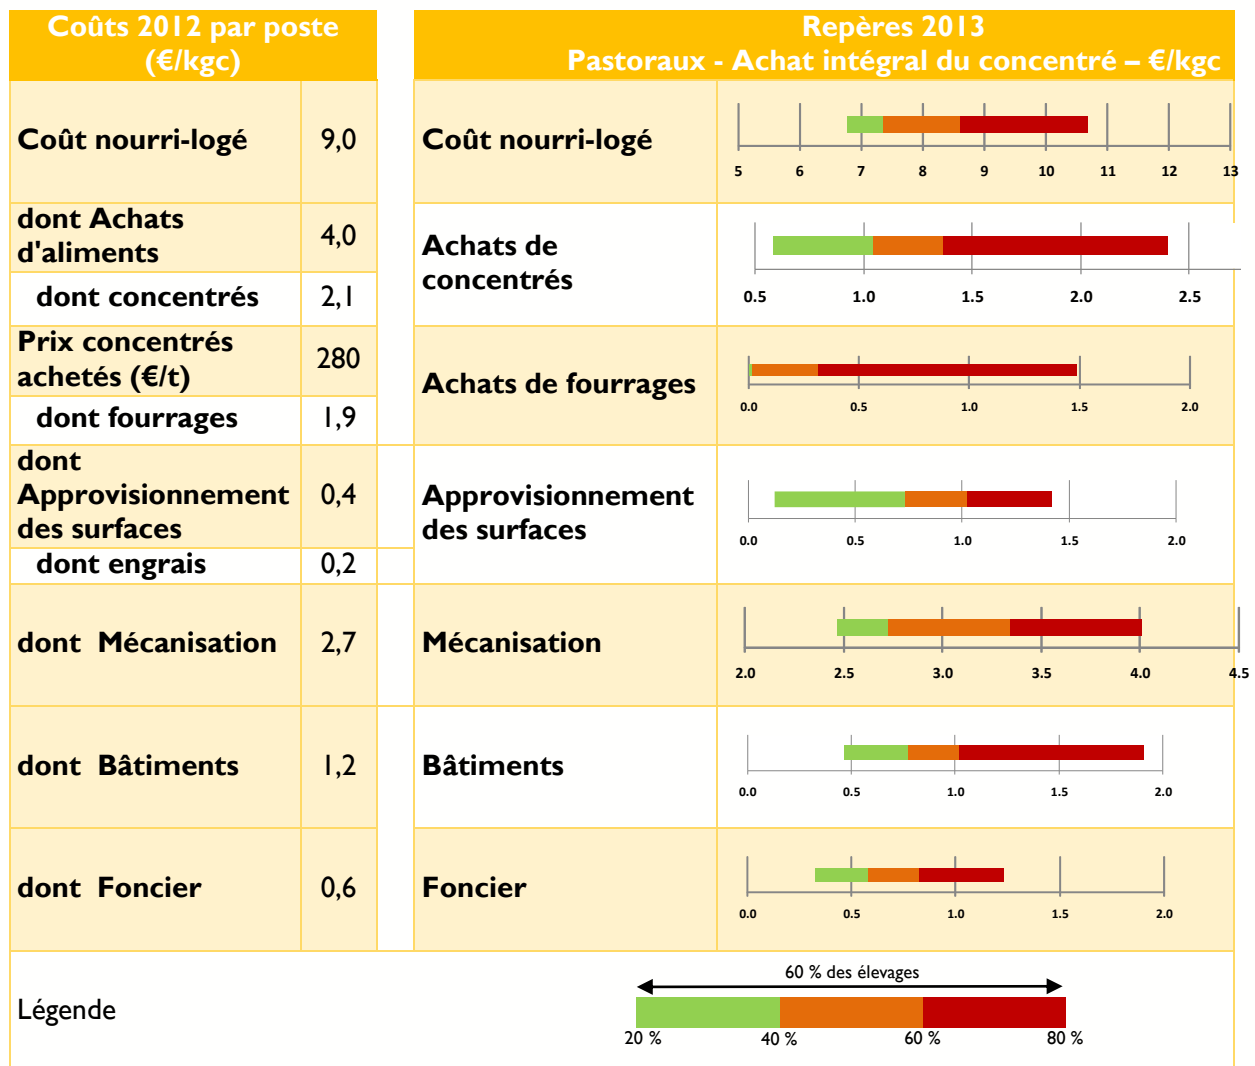 Coûts 2012 par poste
(€/kgc)
Repères 2013
Pastoraux - Achat intégral du concentré – €/kgc
Coût nourri-logé
9,0
Coût nourri-logé
5 6 7 8 9 10 11 12 13
dont Achats
d'aliments
4,0
dont concentrés
2,1
Achats de
concentrés
0.5 1.0 1.5 2.0 2.5
Prix concentrés
achetés (€/t)
280
dont fourrages
1,9
Achats de fourrages
0.0 0.5 1.0 1.5 2.0
dont
Approvisionnement
des surfaces
0,4
dont engrais
0,2
Approvisionnement
des surfaces
0.0 0.5 1.0 1.5 2.0
dont Mécanisation
2,7
Mécanisation
2.0 2.5 3.0 3.5 4.0 4.5
dont Bâtiments
1,2
Bâtiments
0.0 0.5 1.0 1.5 2.0
dont Foncier
0,6
Foncier
0.0 0.5 1.0 1.5 2.0
Légende
60 % des élevages
20 % 40 % 60 % 80 %